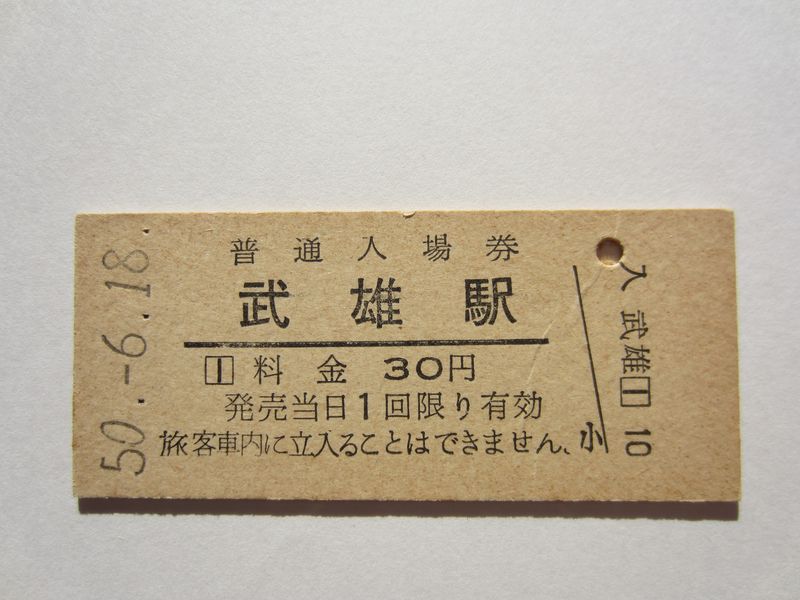 50.-6.18.
普通入場券
武雄駅
1 料金 30円
発売当日1回限り有効
旅客車内に立入ることはできません。
小
入 武雄 1 10